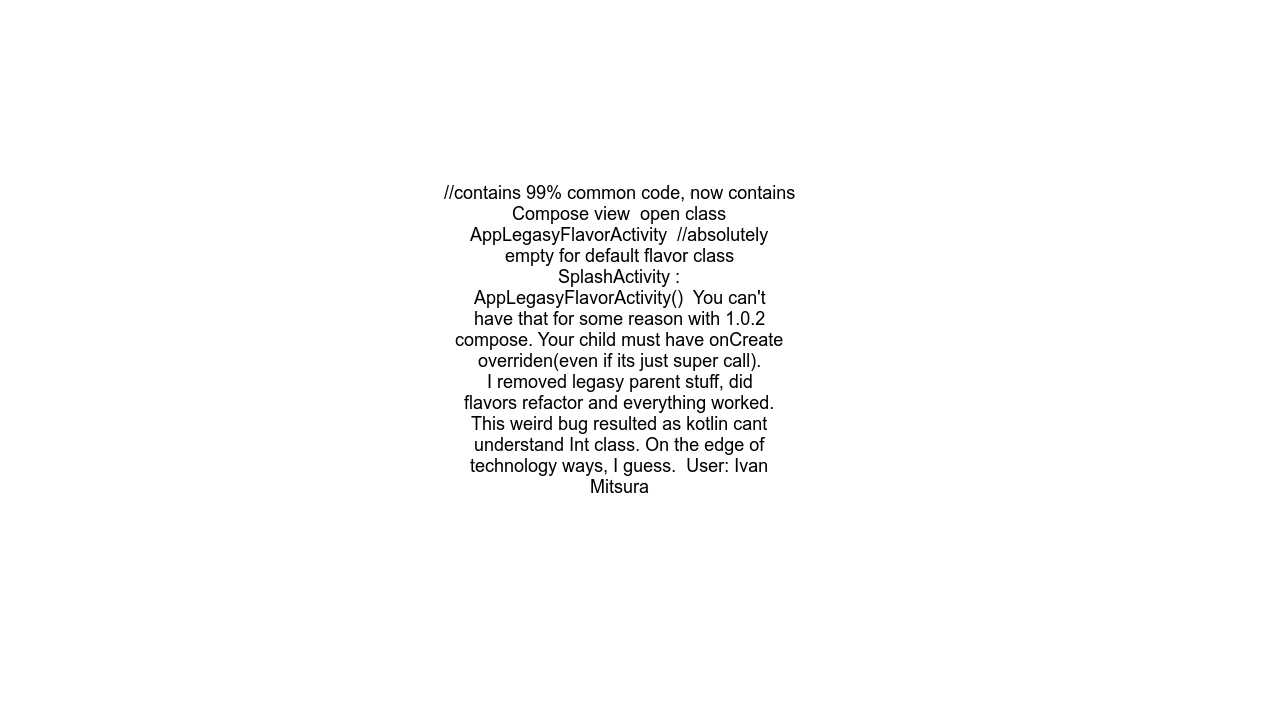 //contains 99% common code, now contains
Compose view  open class
AppLegasyFlavorActivity  //absolutely
empty for default flavor class
SplashActivity :
AppLegasyFlavorActivity()  You can't
have that for some reason with 1.0.2
compose. Your child must have onCreate
overriden(even if its just super call).
I removed legasy parent stuff, did
flavors refactor and everything worked.
This weird bug resulted as kotlin cant
understand Int class. On the edge of
technology ways, I guess.  User: Ivan
Mitsura